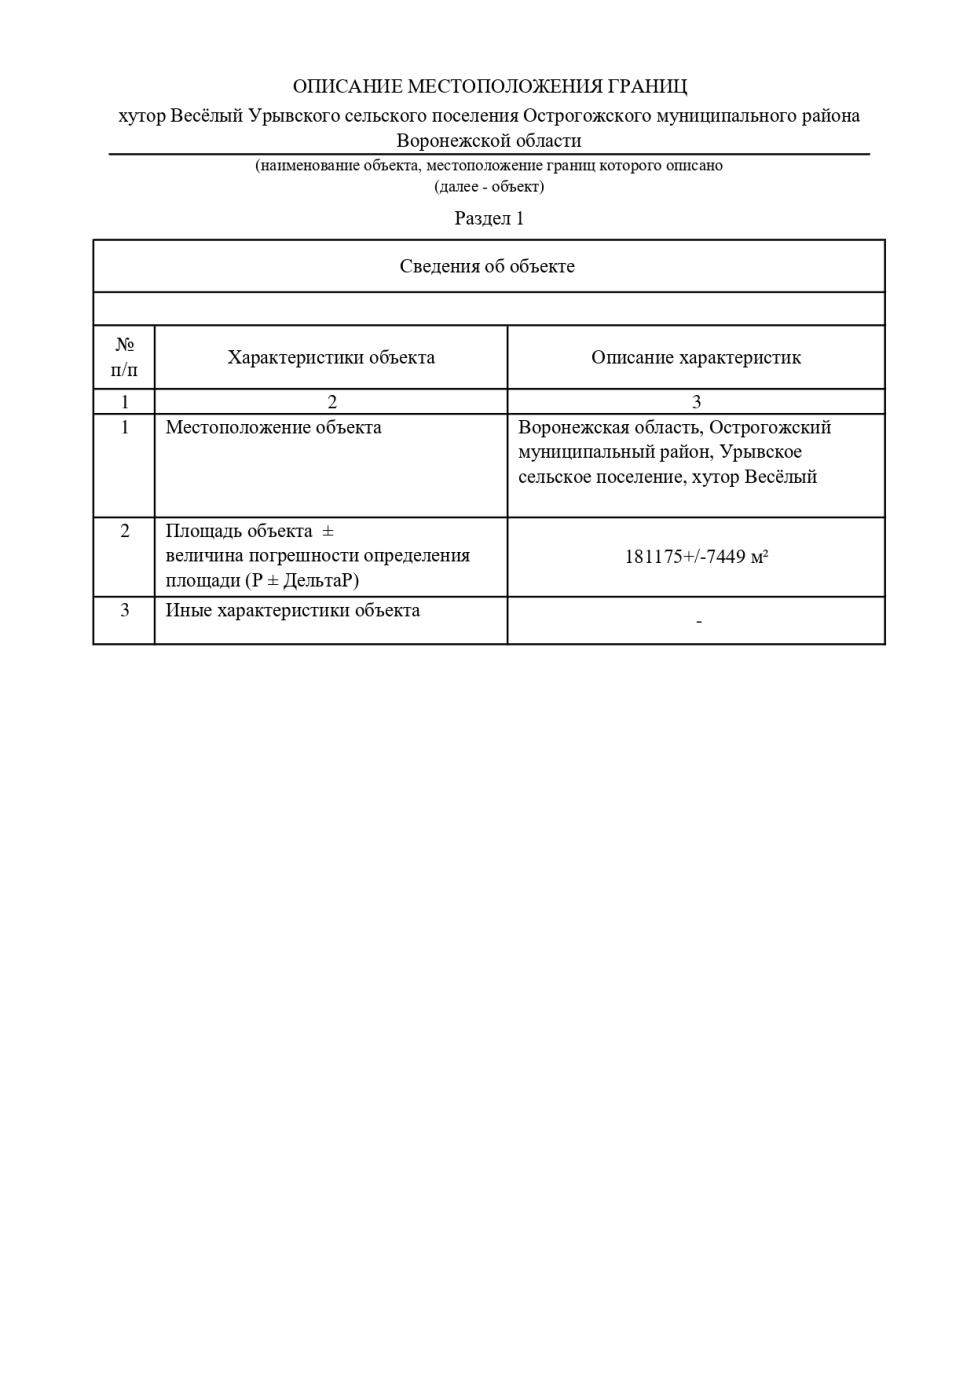 ОПИСАНИЕ МЕСТОПОЛОЖЕНИЯ ГРАНИЦ
хутор Весёлый Урывского сельского поселения Острогожского муниципального района
Воронежской области
(наименование объекта, местоположение границ которого описано
(далее - объект)
Раздел 1
Сведения об объекте
№
п/п
Характеристики объекта
Описание характеристик
1
2
3
1
Местоположение объекта
Воронежская область, Острогожский
муниципальный район, Урывское
сельское поселение, хутор Весёлый
2
Площадь объекта ±
величина погрешности определения
площади (Р ± ДельтаР)
181175+/-7449 м²
3
Иные характеристики объекта
-